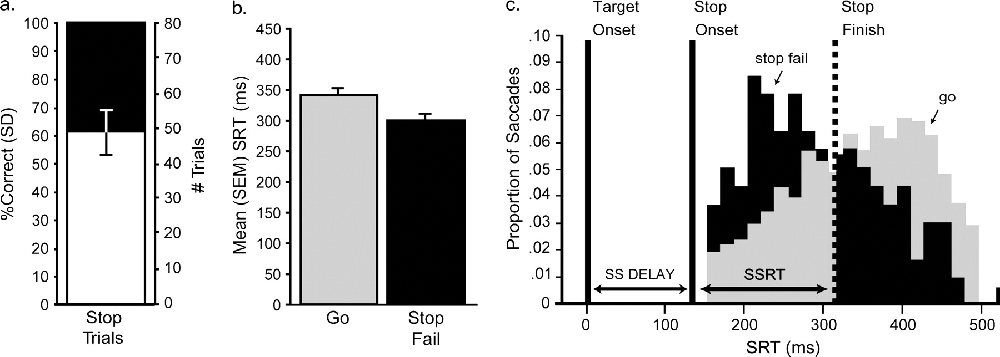 a.
100
90
80
70
60
50
40
30
20
10
0
%Correct (SD)
80
70
60
50
40
30
20
10
0
# Trials
Stop
Trials
b.
450
400
350
300
250
200
150
100
50
0
Mean (SEM) SRT (ms)
Go
Stop
Fail
c.
Target
Onset
Stop
Onset
Stop
Finish
.10
.09
.08
.07
.06
.05
.04
.03
.02
.01
0
Proportion of Saccades
stop fail
go
SS DELAY
SSRT
0
100
200
300
400
500
SRT (ms)